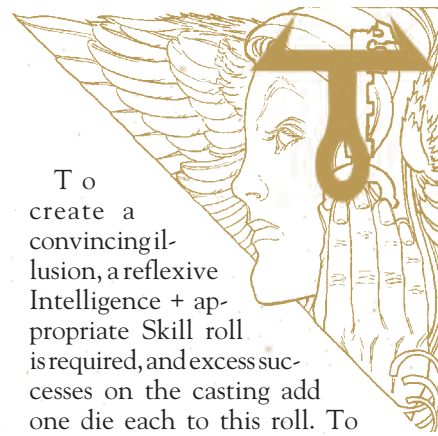 To
create a
convincing il-
lusion, a reflexive
Intelligence + ap-
propriate Skill roll
is required, and excess suc-
cesses on the casting add
one die each to this roll. To